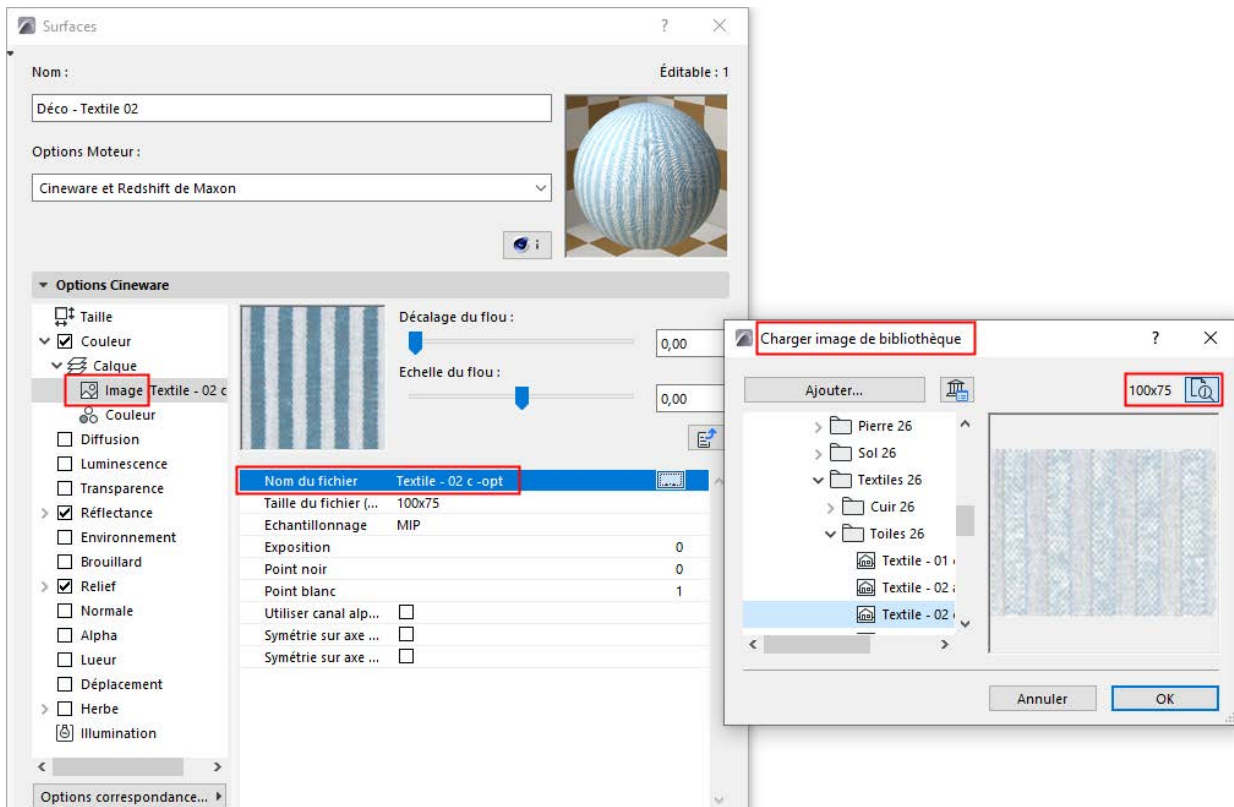 Surfaces
Nom :
Éditable : 1
Déco - Textile 02
Options Moteur :
Cineware et Redshift de Maxon
i
Options Cineware
Taille
Couleur
Calque
Image Textile - 02 c
Couleur
Diffusion
Luminescence
Transparence
Réflectance
Environnement
Brouillard
Relief
Normale
Alpha
Lueur
Déplacement
Herbe
Illumination
Options correspondance...
Décalage du flou :
0,00
Echelle du flou :
0,00
Nom du fichier Textile - 02 c -opt ...
Taille du fichier (... 100x75
Echantillonnage MIP
Exposition 0
Point noir 0
Point blanc 1
Utiliser canal alp...
Symétrie sur axe ...
Symétrie sur axe ...
Charger image de bibliothèque
?
Ajouter...
100x75
Pierre 26
Sol 26
Textiles 26
Cuir 26
Toiles 26
Textile - 01
Textile - 02
Textile - 02
Annuler
OK